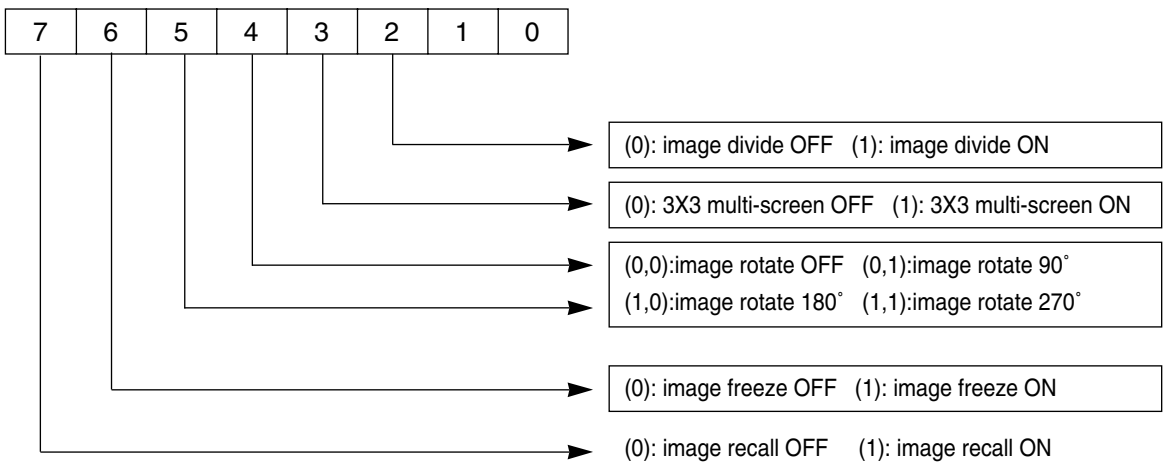 7 6 5 4 3 2 1 0
(0): image divide OFF (1): image divide ON
(0): 3X3 multi-screen OFF (1): 3X3 multi-screen ON
(0,0):image rotate OFF (0,1):image rotate 90˚
(1,0):image rotate 180˚ (1,1):image rotate 270˚
(0): image freeze OFF (1): image freeze ON
(0): image recall OFF (1): image recall ON